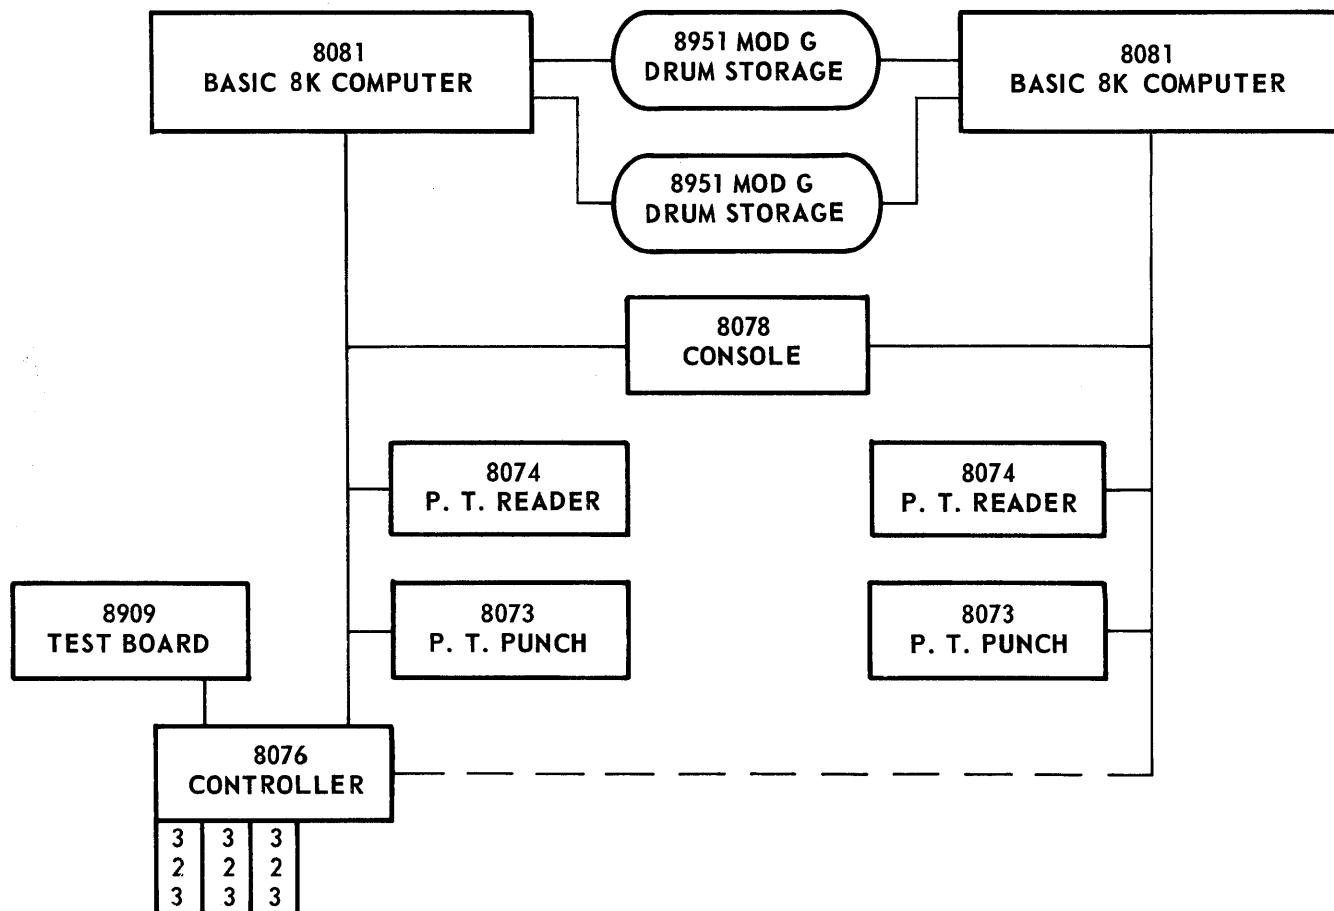 8081
BASIC 8K COMPUTER
8951 MOD G
DRUM STORAGE
8081
BASIC 8K COMPUTER
8951 MOD G
DRUM STORAGE
8078
CONSOLE
8074
P. T. READER
8074
P. T. READER
8909
TEST BOARD
8073
P. T. PUNCH
8073
P. T. PUNCH
8076
CONTROLLER
3 3 3
2 2 2
3 3 3